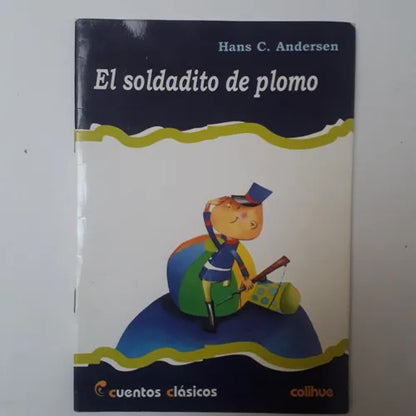 Hans C. Andersen
El soldadito de plomo
cuentos clásicos
colihue